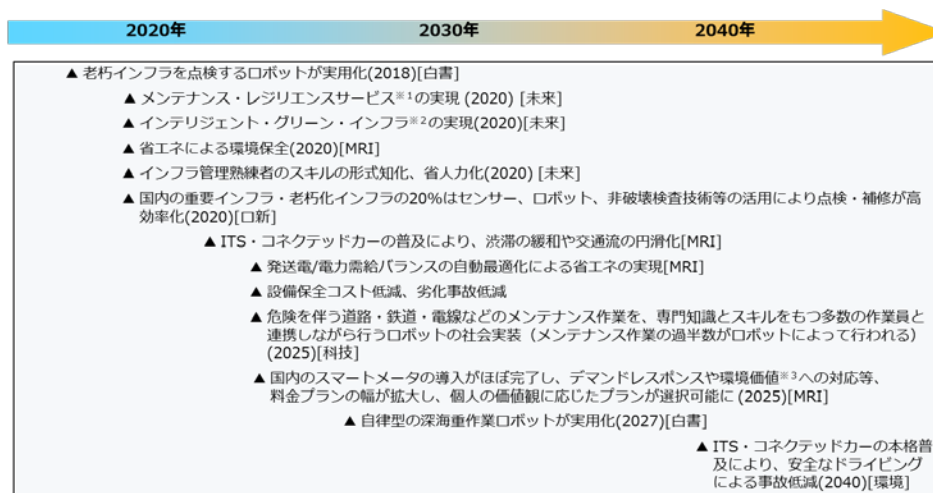 2020年 2030年 2040年
▲ 老朽インフラを点検するロボットが実用化(2018)[白書]
▲ メンテナンス・レジリエンスサービス※1の実現 (2020) [未来]
▲ インテリジェント・グリーン・インフラ※2の実現(2020)[未来]
▲ 省エネによる環境保全(2020)[MRI]
▲ インフラ管理熟練者のスキルの形式知化、省人力化(2020) [未来]
▲ 国内の重要インフラ・老朽化インフラの20%はセンサー、ロボット、非破壊検査技術等の活用により点検・補修が高
効率化(2020)[ロ新]
▲ ITS・コネクテッドカーの普及により、渋滞の緩和や交通流の円滑化[MRI]
▲ 発送電/電力需給バランスの自動最適化による省エネの実現[MRI]
▲ 設備保全コスト低減、劣化事故低減
▲ 危険を伴う道路・鉄道・電線などのメンテナンス作業を、専門知識とスキルをもつ多数の作業員と
連携しながら行うロボットの社会実装（メンテナンス作業の過半数がロボットによって行われる）
(2025)[科技]
▲ 国内のスマートメータの導入がほぼ完了し、デマンドレスポンスや環境価値※3への対応等、
料金プランの幅が拡大し、個人の価値観に応じたプランが選択可能に (2025)[MRI]
▲ 自律型の深海重作業ロボットが実用化(2027)[白書]
▲ ITS・コネクテッドカーの本格普
及により、安全なドライビング
による事故低減(2040)[環境]